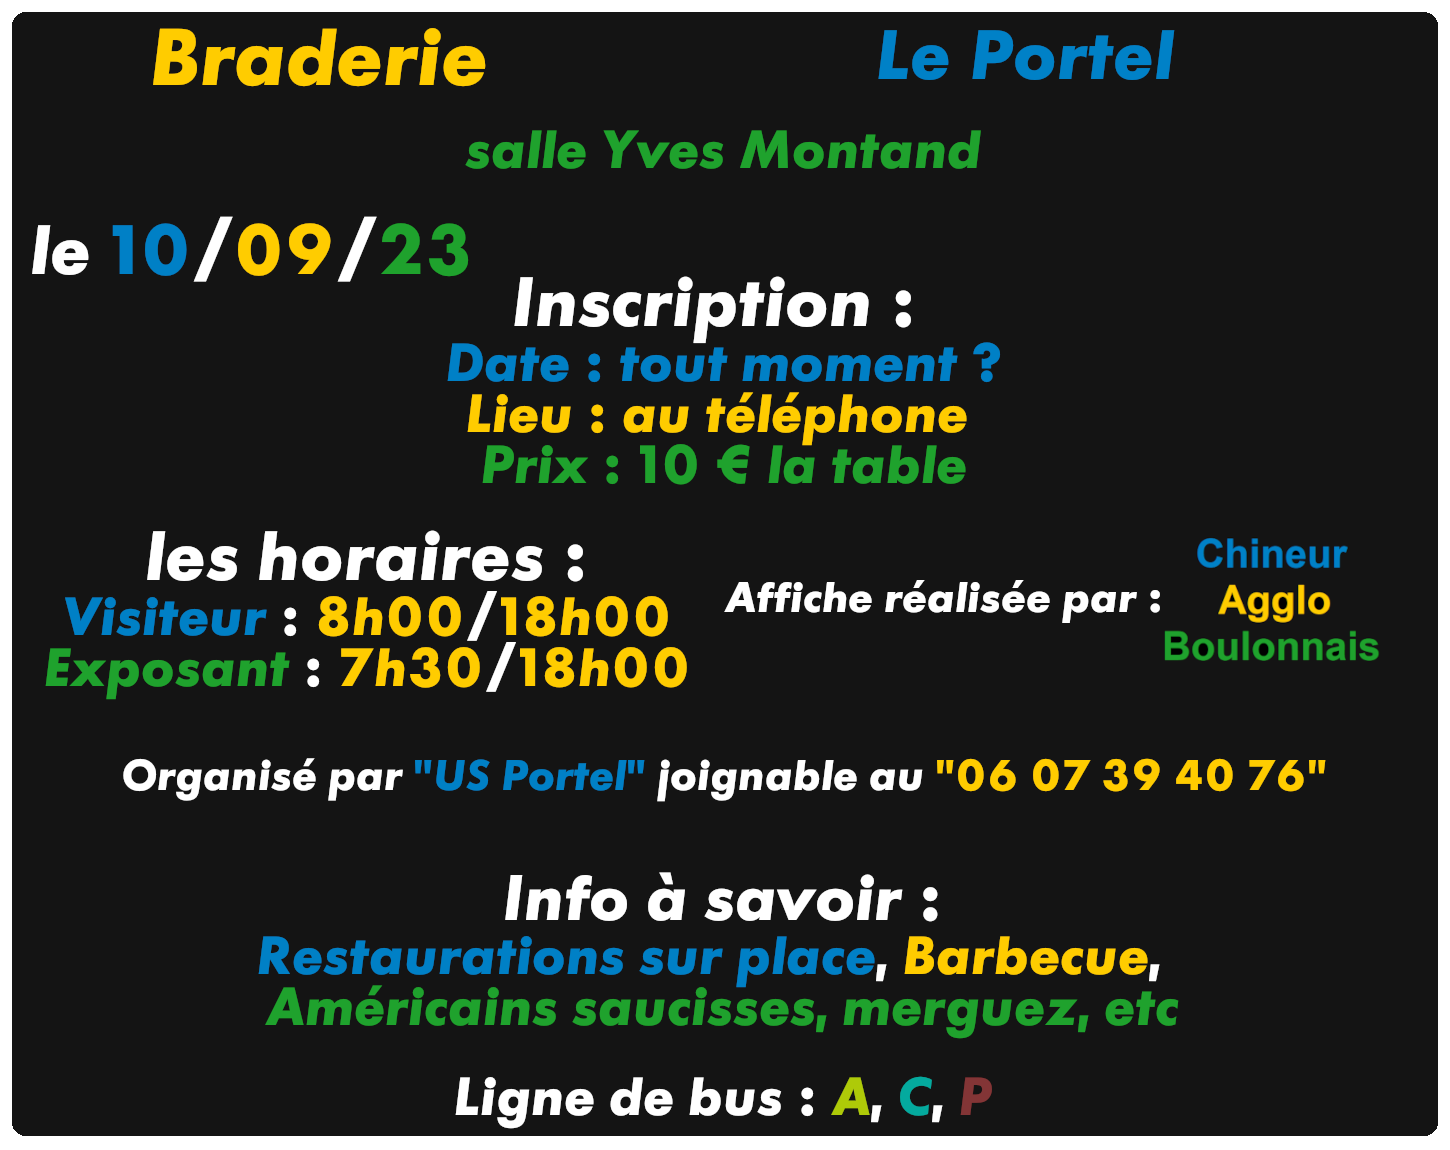 Braderie
Le Portel
salle Yves Montand
le 10/09/23
Inscription :
Date : tout moment ?
Lieu : au téléphone
Prix : 10 € la table
les horaires :
Visiteur : 8h00/18h00
Exposant : 7h30/18h00
Affiche réalisée par :
Chineur
Agglo
Boulonnais
Organisé par "US Portel" joignable au "06 07 39 40 76"
Info à savoir :
Restaurations sur place, Barbecue,
Américains saucisses, merguez, etc
Ligne de bus : A, C, P